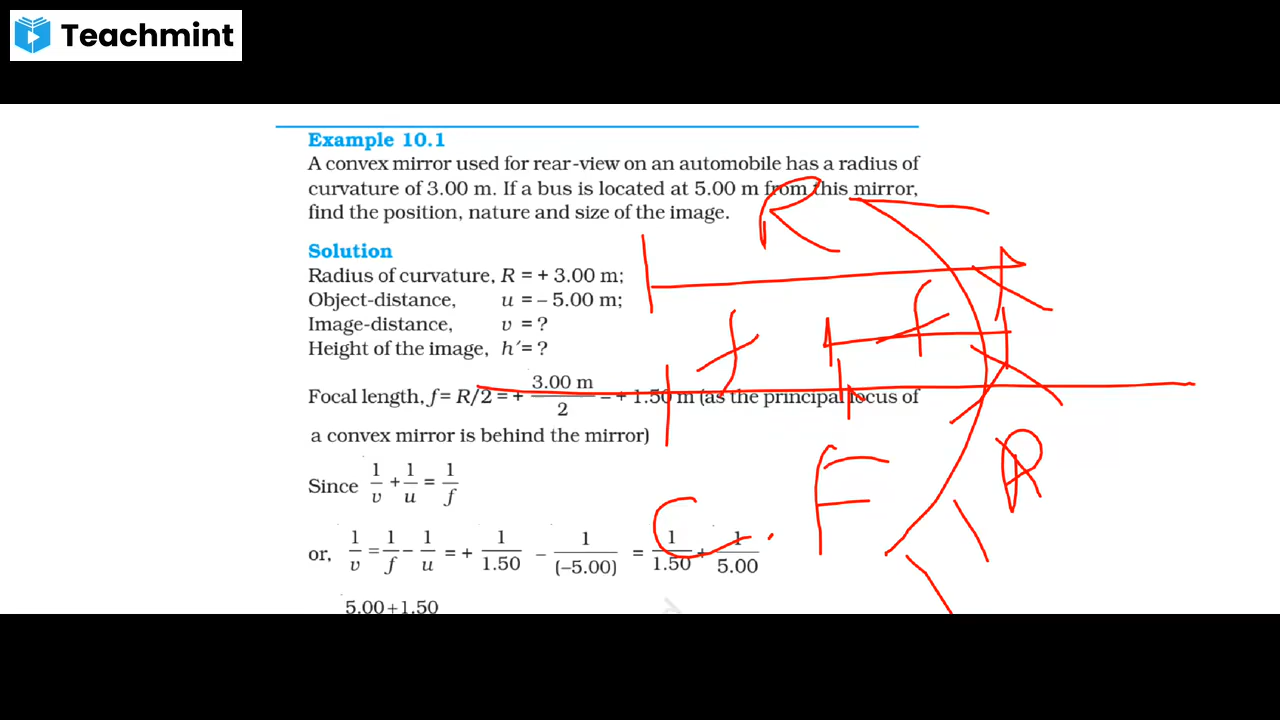 Teachmint
Example 10.1
A convex mirror used for rear-view on an automobile has a radius of
curvature of 3.00 m. If a bus is located at 5.00 m from this mirror,
find the position, nature and size of the image.
Solution
Radius of curvature, R = + 3.00 m;
Object-distance, u = – 5.00 m;
Image-distance, v = ?
Height of the image, h′= ?
Focal length, f = R/2 = + 3.00 m / 2 = + 1.50 m (as the principal focus of
a convex mirror is behind the mirror)
Since 1/v + 1/u = 1/f
or, 1/v = 1/f – 1/u = + 1/1.50 – 1/(–5.00) = 1/1.50 + 1/5.00
5.00+1.50
R
f
f
C
F
P